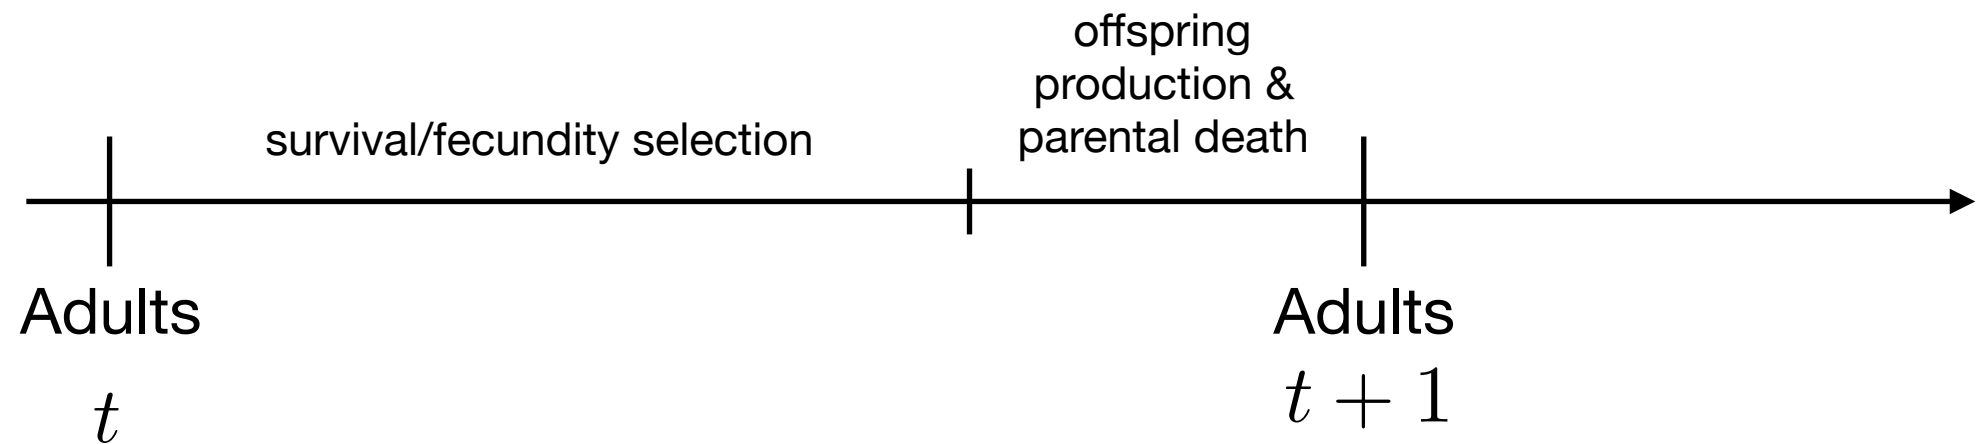 offspring
production &
parental death
survival/fecundity selection
Adults
Adults
t
t + 1